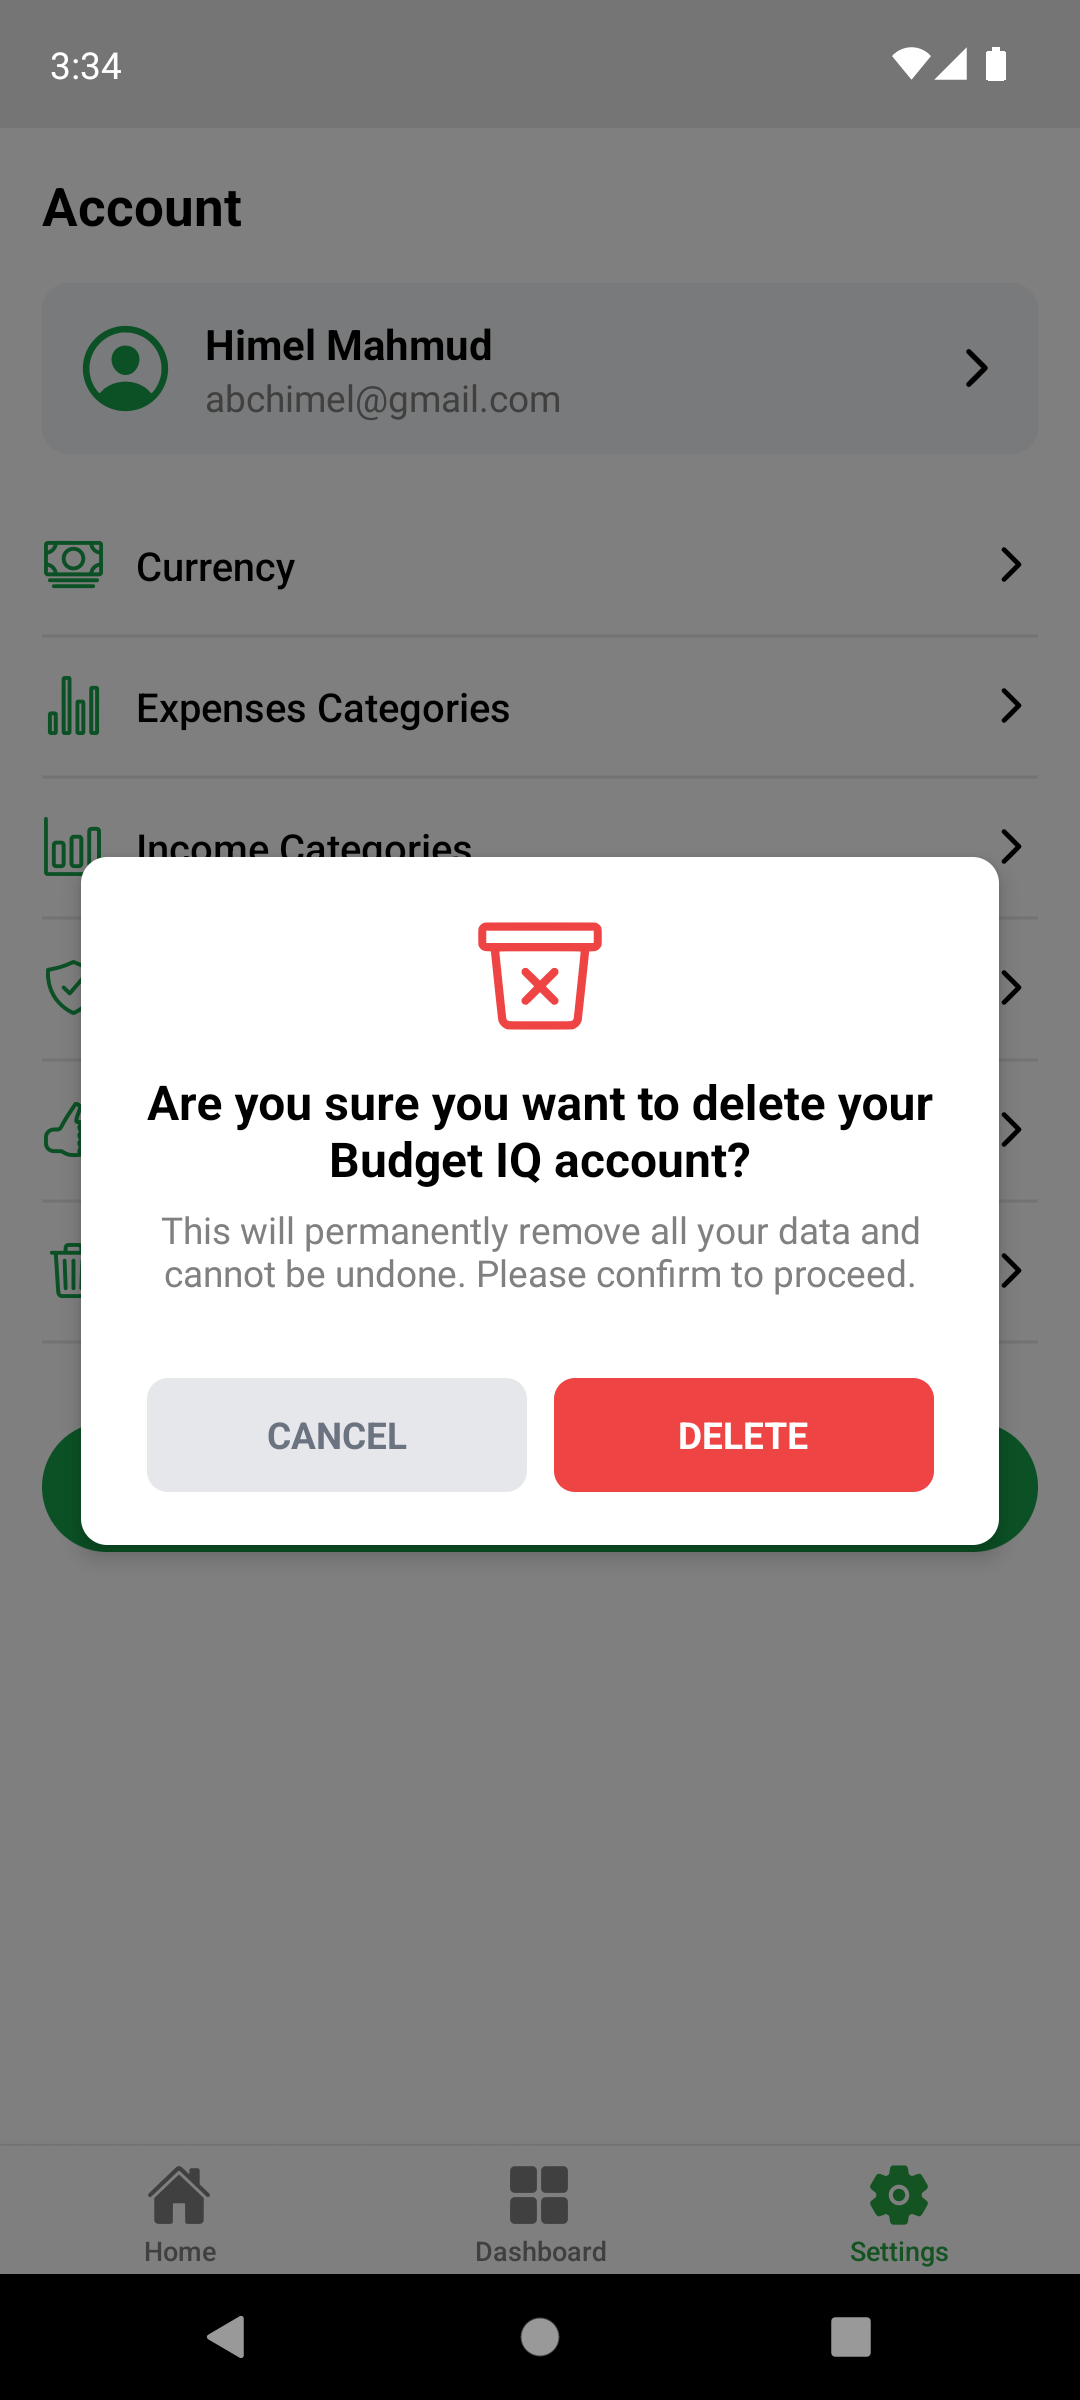 3:34
Account
Himel Mahmud
abchimel@gmail.com
Currency
Expenses Categories
Income Categories
Are you sure you want to delete your
Budget IQ account?
This will permanently remove all your data and
cannot be undone. Please confirm to proceed.
CANCEL
DELETE
Home
Dashboard
Settings